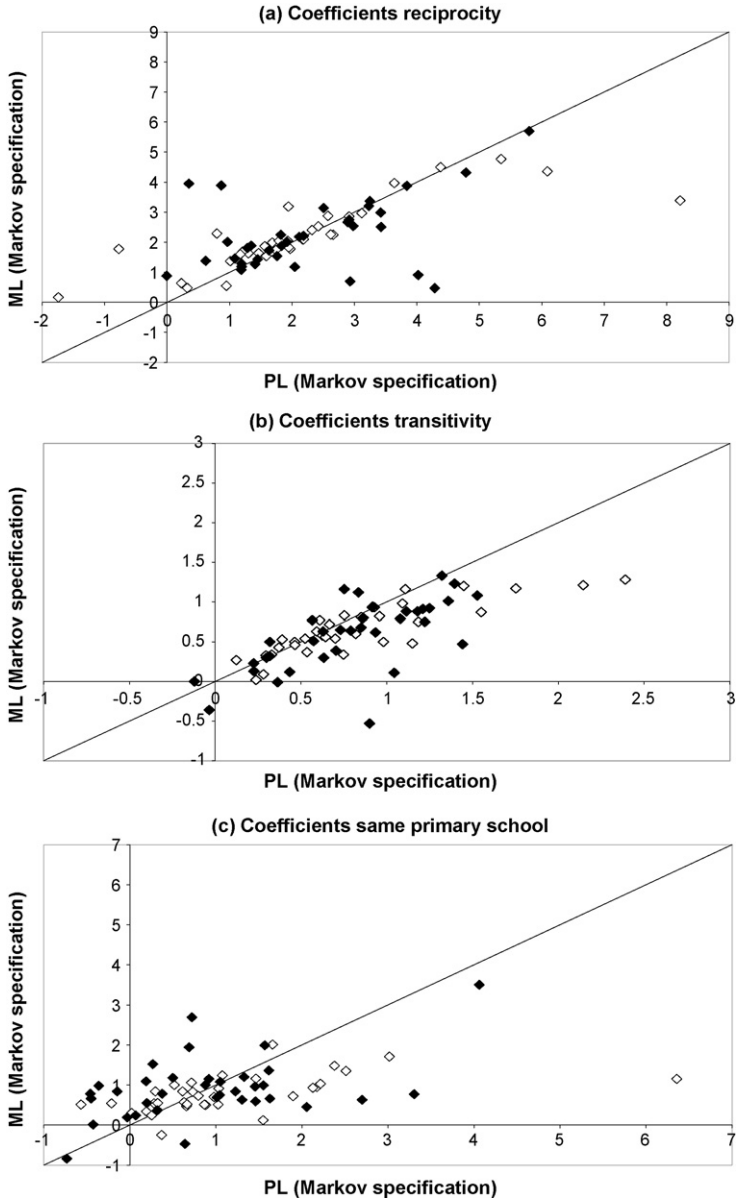 (a) Coefficients reciprocity
9
8
7
6
5
4
3
2
1
0
-1
-2
-2 -1 0 1 2 3 4 5 6 7 8 9
ML (Markov specification)
PL (Markov specification)
(b) Coefficients transitivity
3
2.5
2
1.5
1
0.5
0
-0.5
-1
-1 -0.5 0 0.5 1 1.5 2 2.5 3
ML (Markov specification)
PL (Markov specification)
(c) Coefficients same primary school
7
6
5
4
3
2
1
0
-1
-1 0 1 2 3 4 5 6 7
ML (Markov specification)
PL (Markov specification)